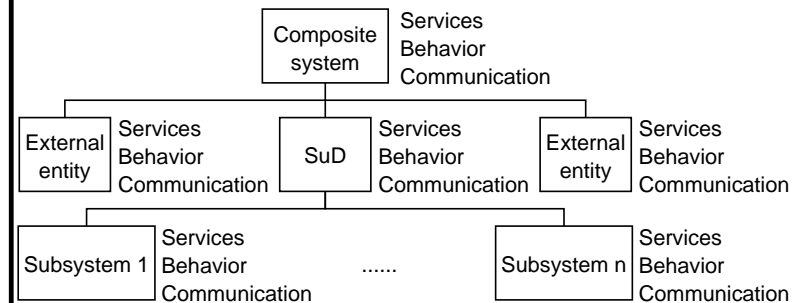 Composite
system
Services
Behavior
Communication
External
entity
Services
Behavior
Communication
SuD
Services
Behavior
Communication
External
entity
Services
Behavior
Communication
Subsystem 1
Services
Behavior
Communication
......
Subsystem n
Services
Behavior
Communication